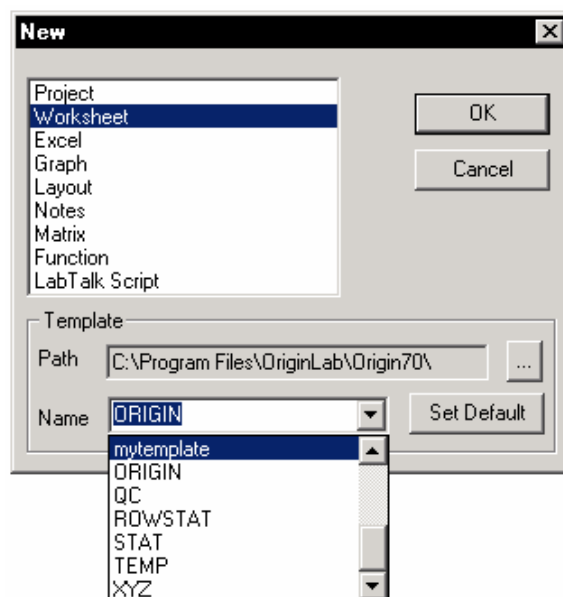 New
Project
Worksheet
Excel
Graph
Layout
Notes
Matrix
Function
LabTalk Script
OK
Cancel
Template
Path C:\Program Files\OriginLab\Origin70\ ...
Name ORIGIN Set Default
mytemplate
ORIGIN
QC
ROWSTAT
STAT
TEMP
XYZ